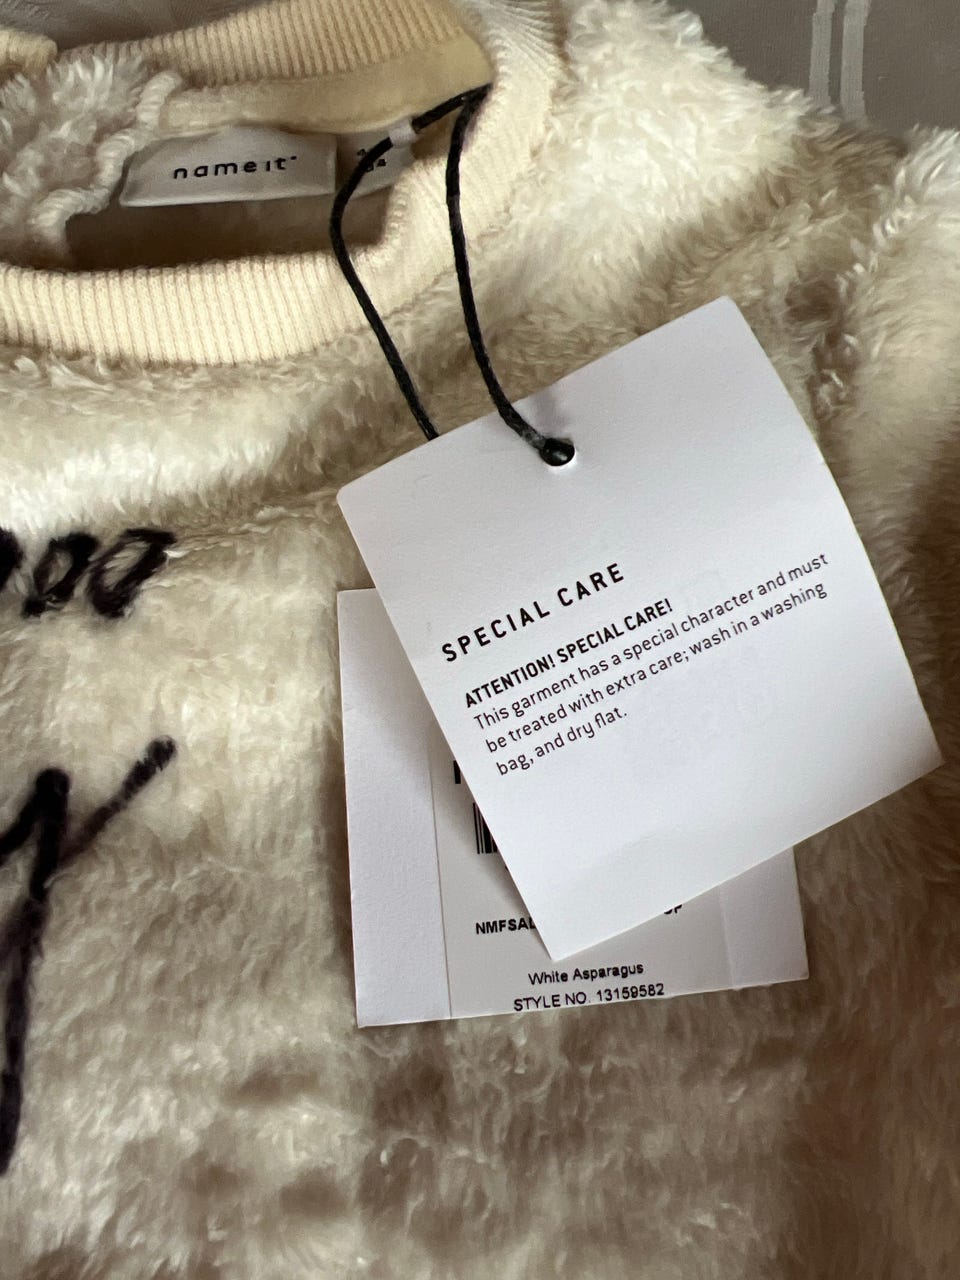 name it
SPECIAL CARE
ATTENTION! SPECIAL CARE!
This garment has a special character and must
be treated with extra care; wash in a washing
bag, and dry flat.
White Asparagus
STYLE NO. 13159582